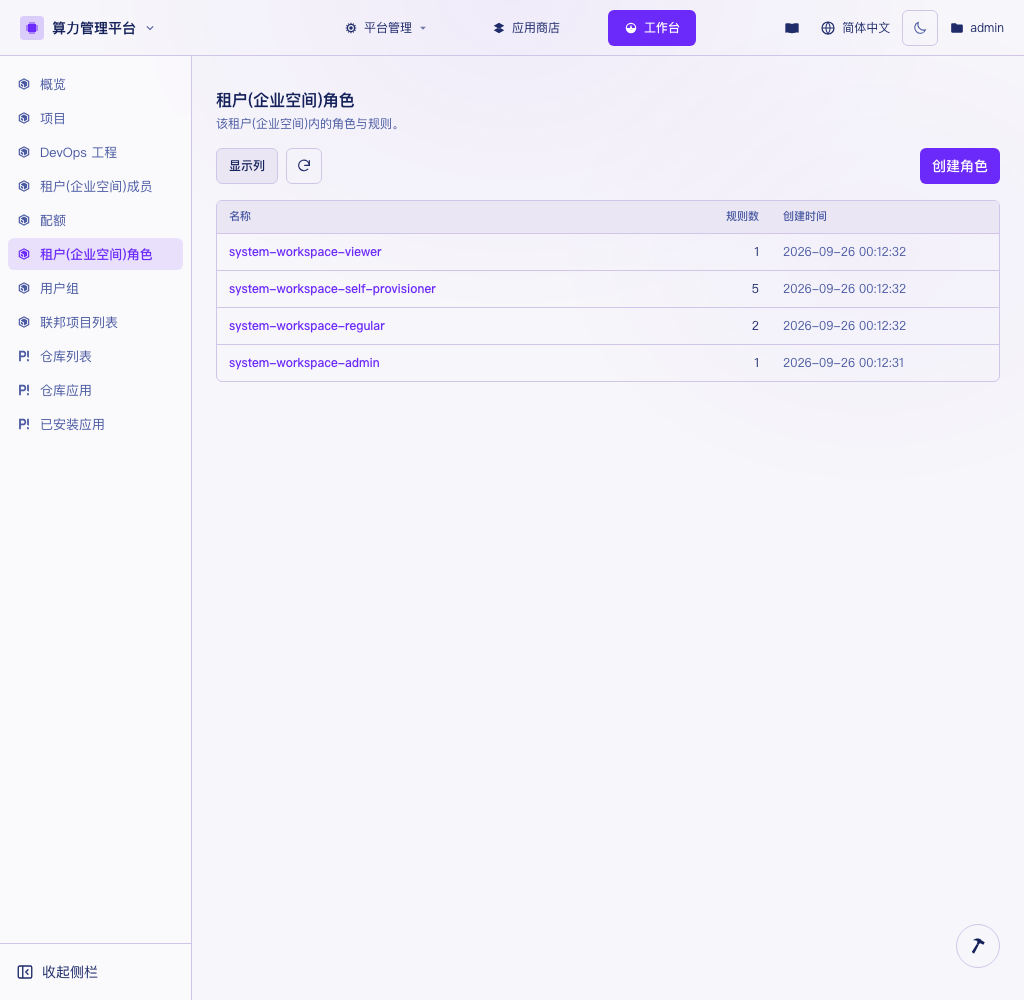 算力管理平台
平台管理
应用商店
工作台
简体中文
admin
概览
项目
DevOps 工程
租户(企业空间)成员
配额
租户(企业空间)角色
用户组
联邦项目列表
P! 仓库列表
P! 仓库应用
P! 已安装应用
收起侧栏
租户(企业空间)角色
该租户(企业空间)内的角色与规则。
显示列
创建角色
名称 规则数 创建时间
system-workspace-viewer 1 2026-09-26 00:12:32
system-workspace-self-provisioner 5 2026-09-26 00:12:32
system-workspace-regular 2 2026-09-26 00:12:32
system-workspace-admin 1 2026-09-26 00:12:31